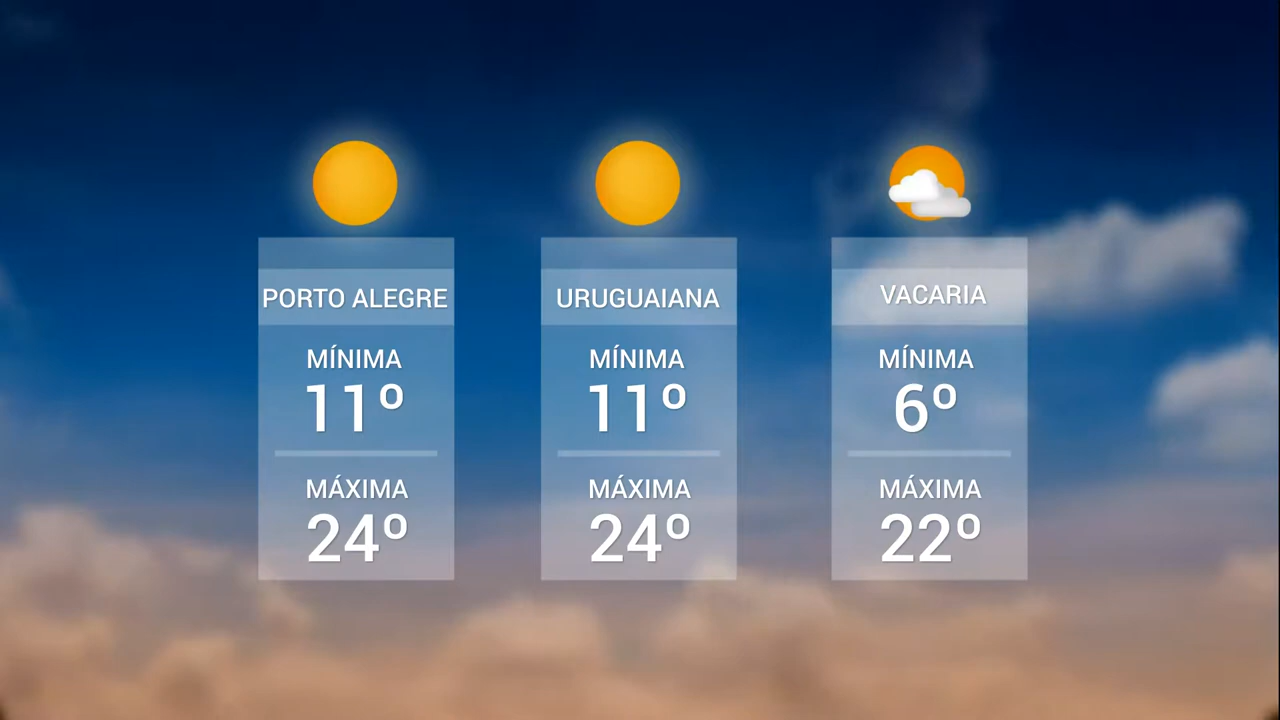 PORTO ALEGRE
MÍNIMA
11º
MÁXIMA
24º
URUGUAIANA
MÍNIMA
11º
MÁXIMA
24º
VACARIA
MÍNIMA
6º
MÁXIMA
22º